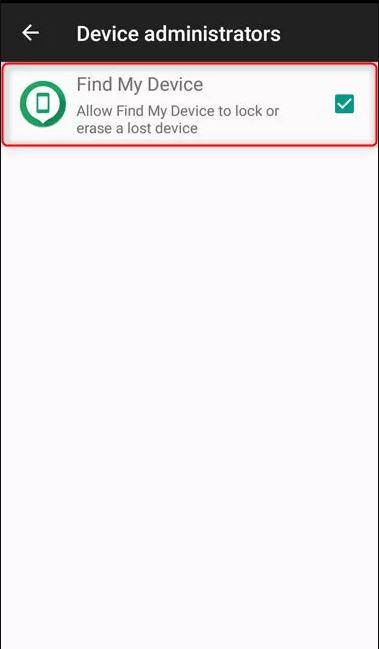 Device administrators
Find My Device
Allow Find My Device to lock or
erase a lost device